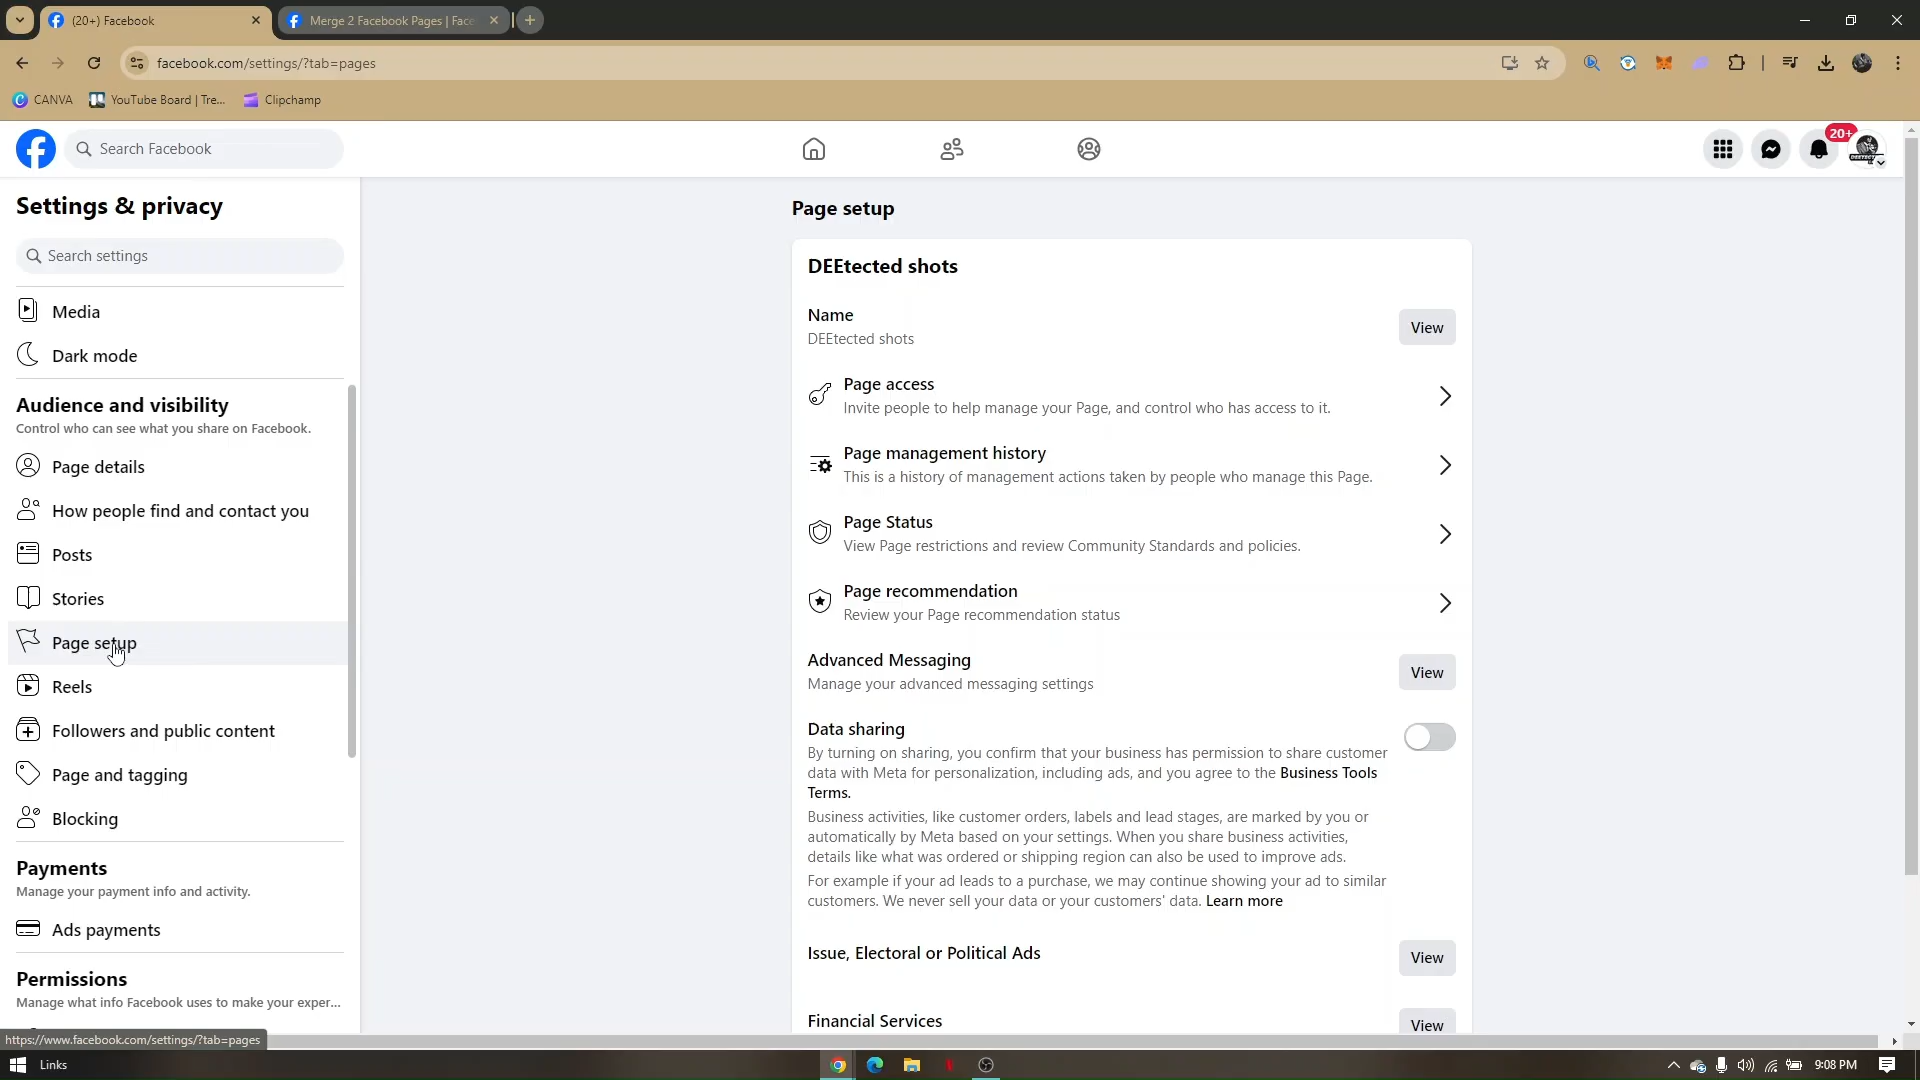 (20+) Facebook
Merge 2 Facebook Pages | Face
facebook.com/settings/?tab=pages
CANVA
YouTube Board | Tre...
Clipchamp
Search Facebook
20+
Settings & privacy
Search settings
Media
Dark mode
Audience and visibility
Control who can see what you share on Facebook.
Page details
How people find and contact you
Posts
Stories
Page setup
Reels
Followers and public content
Page and tagging
Blocking
Payments
Manage your payment info and activity.
Ads payments
Permissions
Manage what info Facebook uses to make your exper...
Page setup
DEEtected shots
Name
DEEtected shots
View
Page access
Invite people to help manage your Page, and control who has access to it.
Page management history
This is a history of management actions taken by people who manage this Page.
Page Status
View Page restrictions and review Community Standards and policies.
Page recommendation
Review your Page recommendation status
Advanced Messaging
Manage your advanced messaging settings
View
Data sharing
By turning on sharing, you confirm that your business has permission to share customer
data with Meta for personalization, including ads, and you agree to the Business Tools
Terms.
Business activities, like customer orders, labels and lead stages, are marked by you or
automatically by Meta based on your settings. When you share business activities,
details like what was ordered or shipping region can also be used to improve ads.
For example if your ad leads to a purchase, we may continue showing your ad to similar
customers. We never sell your data or your customers' data. Learn more
Issue, Electoral or Political Ads
View
Financial Services
View
https://www.facebook.com/settings/?tab=pages
Links
9:08 PM